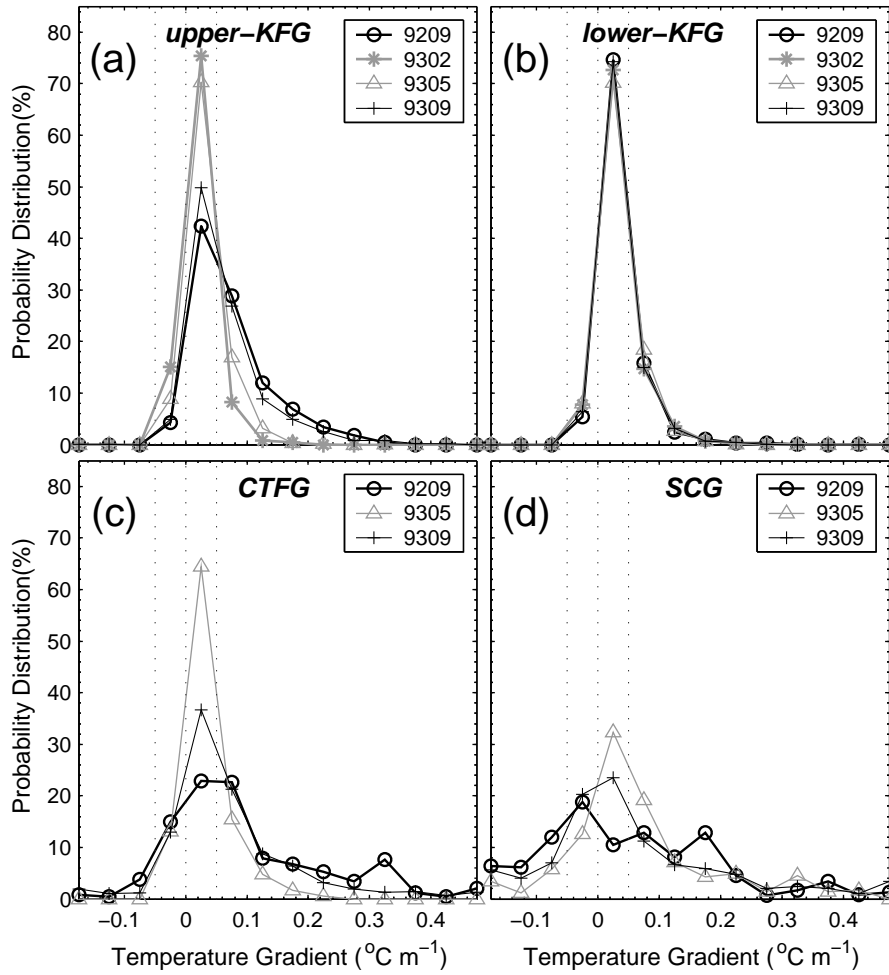 upper−KFG
(a)
9209
9302
9305
9309
80
70
60
50
40
30
20
10
0
Probability Distribution(%)
lower−KFG
(b)
9209
9302
9305
9309
CTFG
(c)
9209
9305
9309
80
70
60
50
40
30
20
10
0
Probability Distribution(%)
−0.1 0 0.1 0.2 0.3 0.4
Temperature Gradient (°C m⁻¹)
SCG
(d)
9209
9305
9309
−0.1 0 0.1 0.2 0.3 0.4
Temperature Gradient (°C m⁻¹)